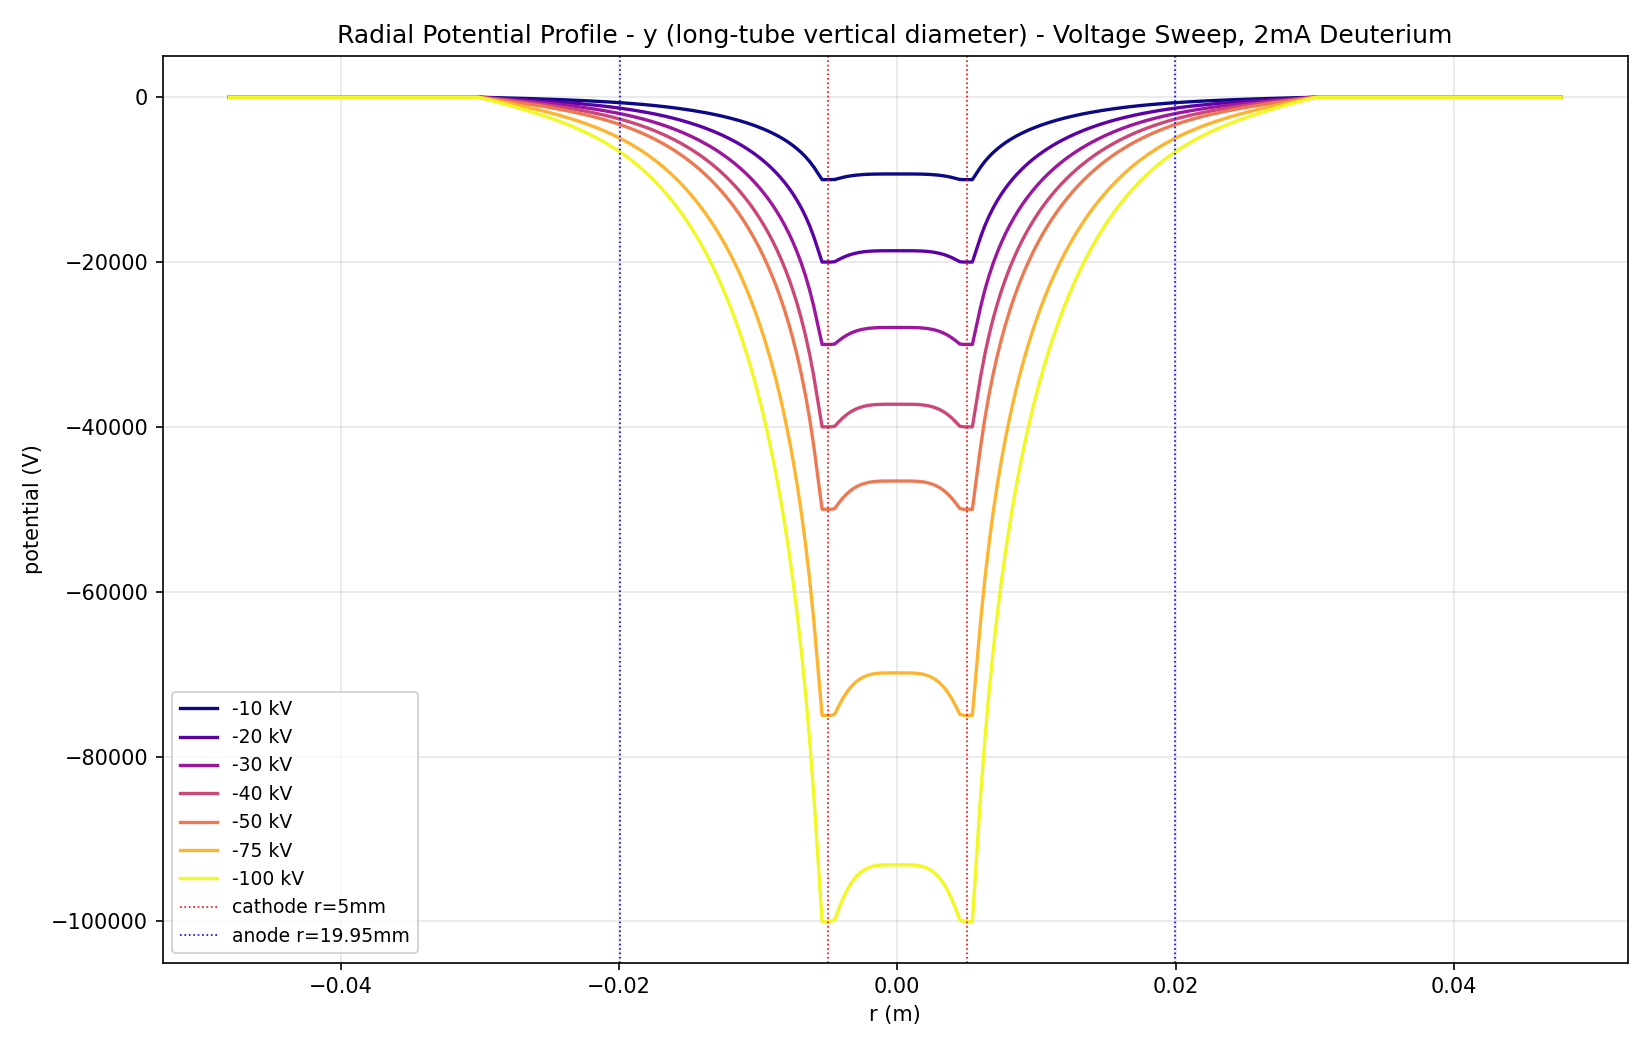 Radial Potential Profile - y (long-tube vertical diameter) - Voltage Sweep, 2mA Deuterium
potential (V)
0
−20000
−40000
−60000
−80000
−100000
-10 kV
-20 kV
-30 kV
-40 kV
-50 kV
-75 kV
-100 kV
cathode r=5mm
anode r=19.95mm
−0.04
−0.02
0.00
0.02
0.04
r (m)